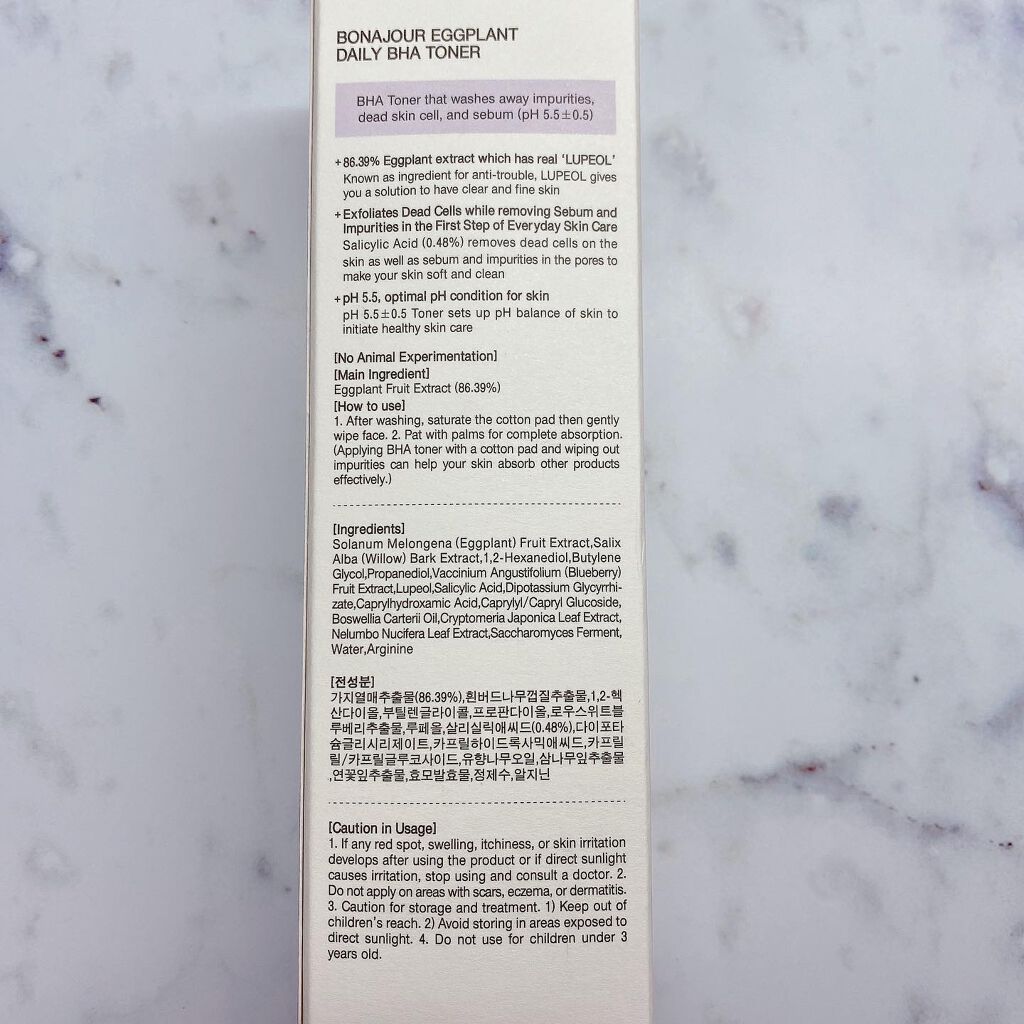 BONAJOUR EGGPLANT
DAILY BHA TONER
BHA Toner that washes away impurities,
dead skin cell, and sebum (pH 5.5±0.5)
+86.39% Eggplant extract which has real ‘LUPEOL’
Known as ingredient for anti-trouble, LUPEOL gives
you a solution to have clear and fine skin
+Exfoliates Dead Cells while removing Sebum and
Impurities in the First Step of Everyday Skin Care
Salicylic Acid (0.48%) removes dead cells on the
skin as well as sebum and impurities in the pores to
make your skin soft and clean
+pH 5.5, optimal pH condition for skin
pH 5.5±0.5 Toner sets up pH balance of skin to
initiate healthy skin care
[No Animal Experimentation]
[Main Ingredient]
Eggplant Fruit Extract (86.39%)
[How to use]
1. After washing, saturate the cotton pad then gently
wipe face. 2. Pat with palms for complete absorption.
(Applying BHA toner with a cotton pad and wiping out
impurities can help your skin absorb other products
effectively.)
[Ingredients]
Solanum Melongena (Eggplant) Fruit Extract,Salix
Alba (Willow) Bark Extract,1,2-Hexanediol,Butylene
Glycol,Propanediol,Vaccinium Angustifolium (Blueberry)
Fruit Extract,Lupeol,Salicylic Acid,Dipotassium Glycyrrhi-
zate,Caprylhydroxamic Acid,Caprylyl/Capryl Glucoside,
Boswellia Carterii Oil,Cryptomeria Japonica Leaf Extract,
Nelumbo Nucifera Leaf Extract,Saccharomyces Ferment,
Water,Arginine
[전성분]
가지열매추출물(86.39%),흰버드나무껍질추출물,1,2-헥
산다이올,부틸렌글라이콜,프로판다이올,로우스위트블
루베리추출물,루페올,살리실릭애씨드(0.48%),다이포타
슘글리시리제이트,카프릴하이드록사믹애씨드,카프릴
릴/카프릴글루코사이드,유향나무오일,삼나무잎추출물
,연꽃잎추출물,효모발효물,정제수,알지닌
[Caution in Usage]
1. If any red spot, swelling, itchiness, or skin irritation
develops after using the product or if direct sunlight
causes irritation, stop using and consult a doctor. 2.
Do not apply on areas with scars, eczema, or dermatitis.
3. Caution for storage and treatment. 1) Keep out of
children's reach. 2) Avoid storing in areas exposed to
direct sunlight. 4. Do not use for children under 3
years old.